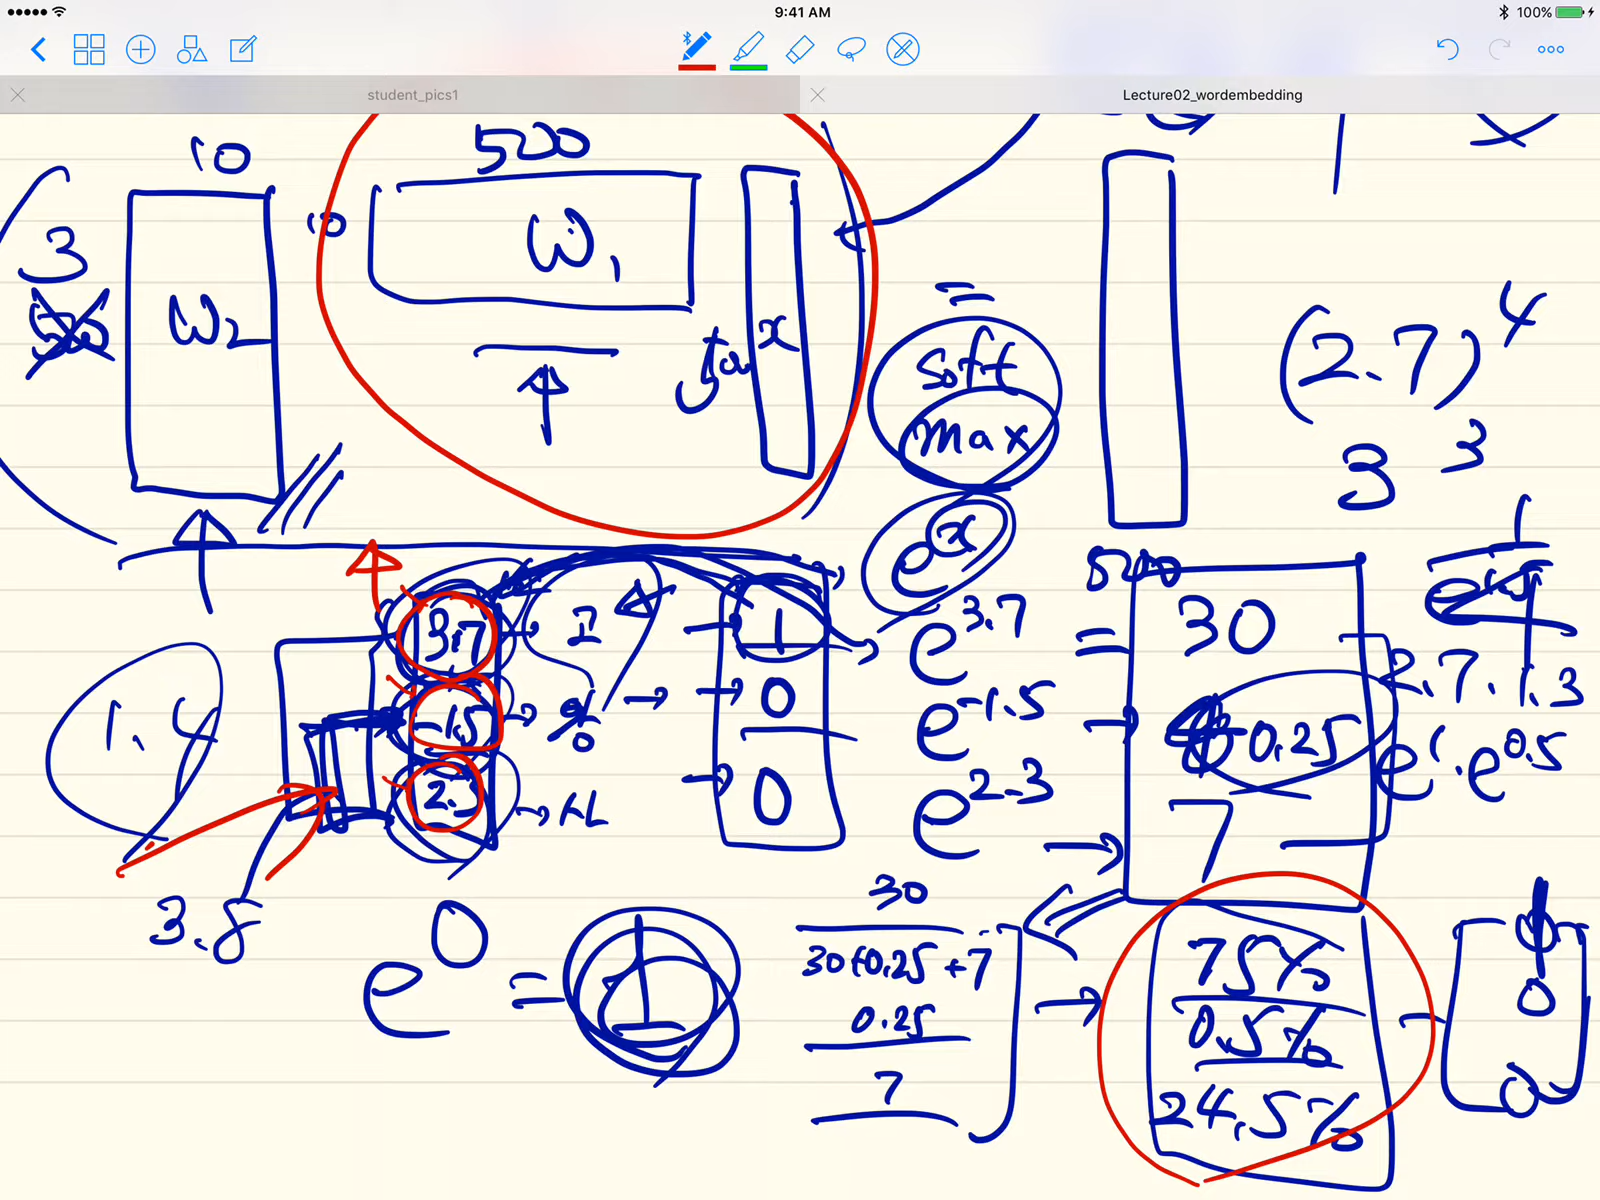 9:41 AM
100%
student_pics1
Lecture02_wordembedding
10
500
3
10
W1
W2
x
soft
max
(2.7)^4
3^3
e^x
500
3.7
I
1
e^3.7 =
30
-1.5
0
0
e^-1.5
0.25
2.7.1.3
e^1.e^0.5
1.4
2.3
0
e^2.3
7
3.8
e^0 = 1
30
30+0.25+7
0.25
7
75%
0.5%
24.5%
0
0